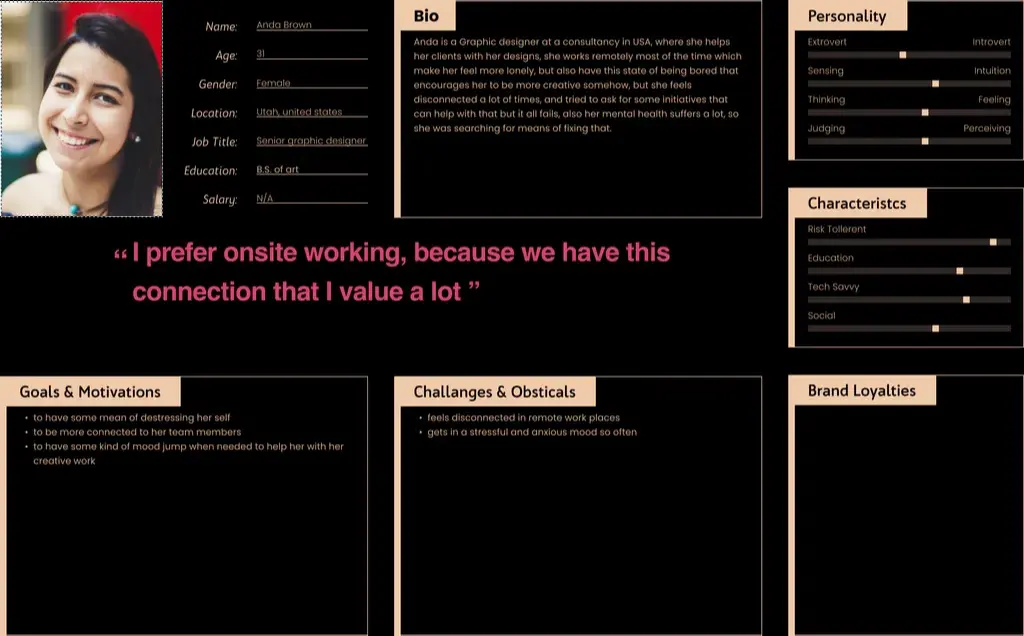 Name: Anda Brown
Age: 31
Gender: Female
Location: Utah, united states
Job Title: Senior graphic designer
Education: B.S. of art
Salary: N/A
Bio
Anda is a Graphic designer at a consultancy in USA, where she helps
her clients with her designs, she works remotely most of the time which
make her feel more lonely, but also have this state of being bored that
encourages her to be more creative somehow, but she feels
disconnected a lot of times, and tried to ask for some initiatives that
can help with that but it all fails, also her mental health suffers a lot, so
she was searching for means of fixing that.
Personality
Extrovert Introvert
Sensing Intuition
Thinking Feeling
Judging Perceiving
“ I prefer onsite working, because we have this
connection that I value a lot ”
Characteristcs
Risk Tollerent
Education
Tech Savvy
Social
Goals & Motivations
• to have some mean of destressing her self
• to be more connected to her team members
• to have some kind of mood jump when needed to help her with her
creative work
Challanges & Obsticals
• feels disconnected in remote work places
• gets in a stressful and anxious mood so often
Brand Loyalties